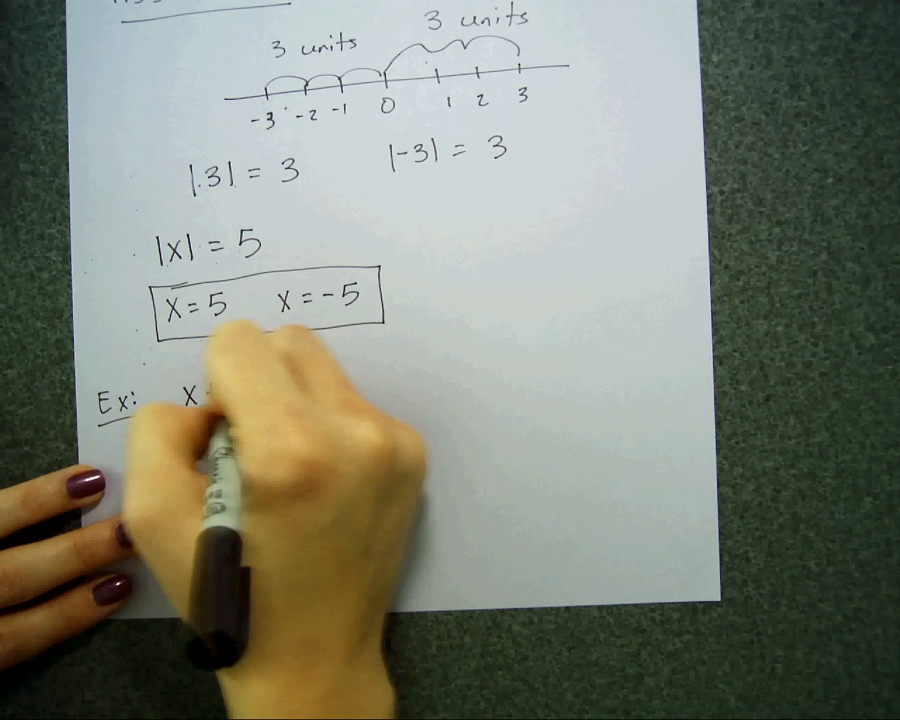 3 units 3 units
-3 -2 -1 0 1 2 3
|3| = 3 |-3| = 3
|x| = 5
x = 5 x = -5
Ex: x